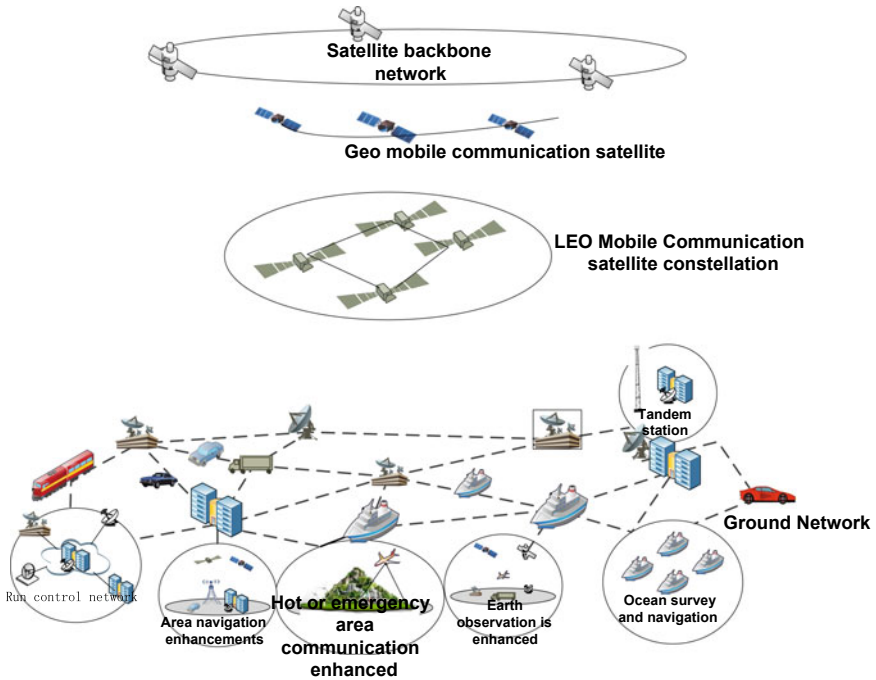 Satellite backbone
network
Geo mobile communication satellite
LEO Mobile Communication
satellite constellation
Tandem
station
Ground Network
Run control network
Area navigation
enhancements
Hot or emergency
area
communication
enhanced
Earth
observation is
enhanced
Ocean survey
and navigation